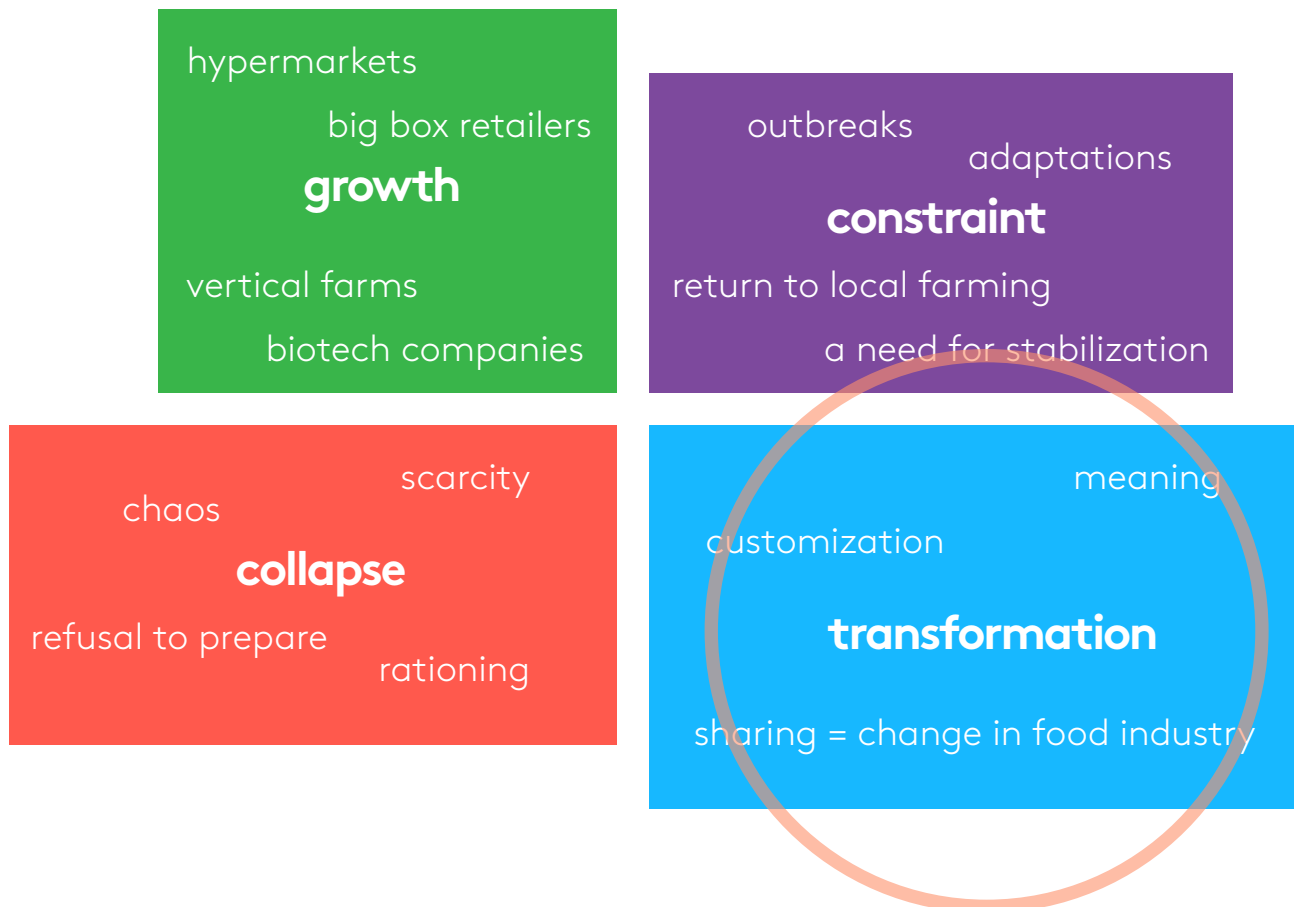 hypermarkets
big box retailers
growth
vertical farms
biotech companies
outbreaks
adaptations
constraint
return to local farming
a need for stabilization
scarcity
chaos
collapse
refusal to prepare
rationing
meaning
customization
transformation
sharing = change in food industry